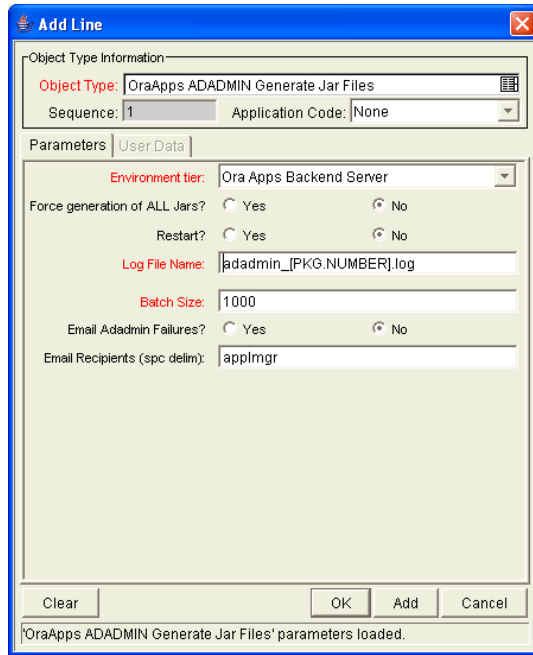 Add Line
Object Type Information
Object Type: OraApps ADADMIN Generate Jar Files
Sequence: 1 Application Code: None
Parameters User Data
Environment tier: Ora Apps Backend Server
Force generation of ALL Jars? Yes No
Restart? Yes No
Log File Name: adadmin_[PKG.NUMBER].log
Batch Size: 1000
Email Adadmin Failures? Yes No
Email Recipients (spc delim): applmgr
Clear OK Add Cancel
'OraApps ADADMIN Generate Jar Files' parameters loaded.